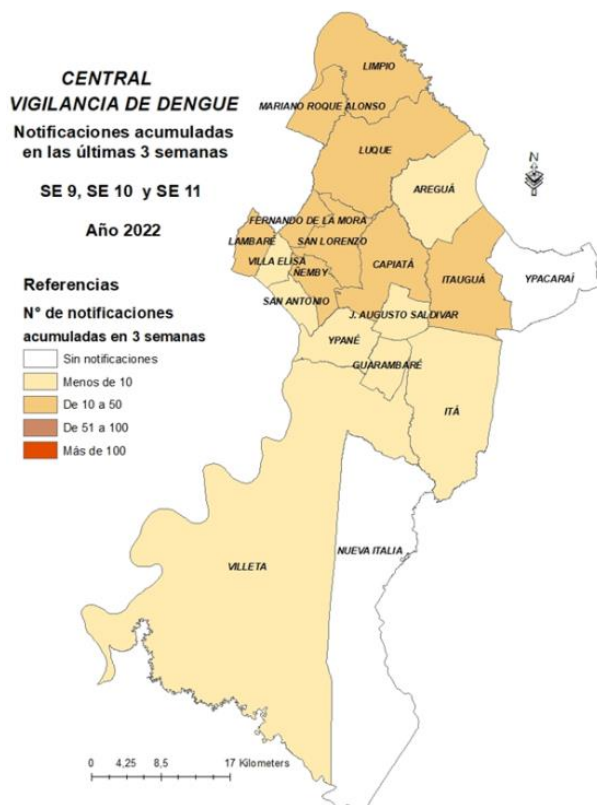 CENTRAL
VIGILANCIA DE DENGUE
Notificaciones acumuladas
en las últimas 3 semanas
SE 9, SE 10 y SE 11
Año 2022
Referencias
N° de notificaciones
acumuladas en 3 semanas
Sin notificaciones
Menos de 10
De 10 a 50
De 51 a 100
Más de 100
N
LIMPIO
MARIANO ROQUE ALONSO
LUQUE
AREGUÁ
FERNANDO DE LA MORA
LAMBARÉ
SAN LORENZO
VILLA ELISA
ÑEMBY
CAPIATÁ
ITAUGUÁ
YPACARAÍ
SAN ANTONIO
J. AUGUSTO SALDIVAR
YPANÉ
GUARAMBARÉ
ITÁ
NUEVA ITALIA
VILLETA
0 4,25 8,5 17 Kilometers